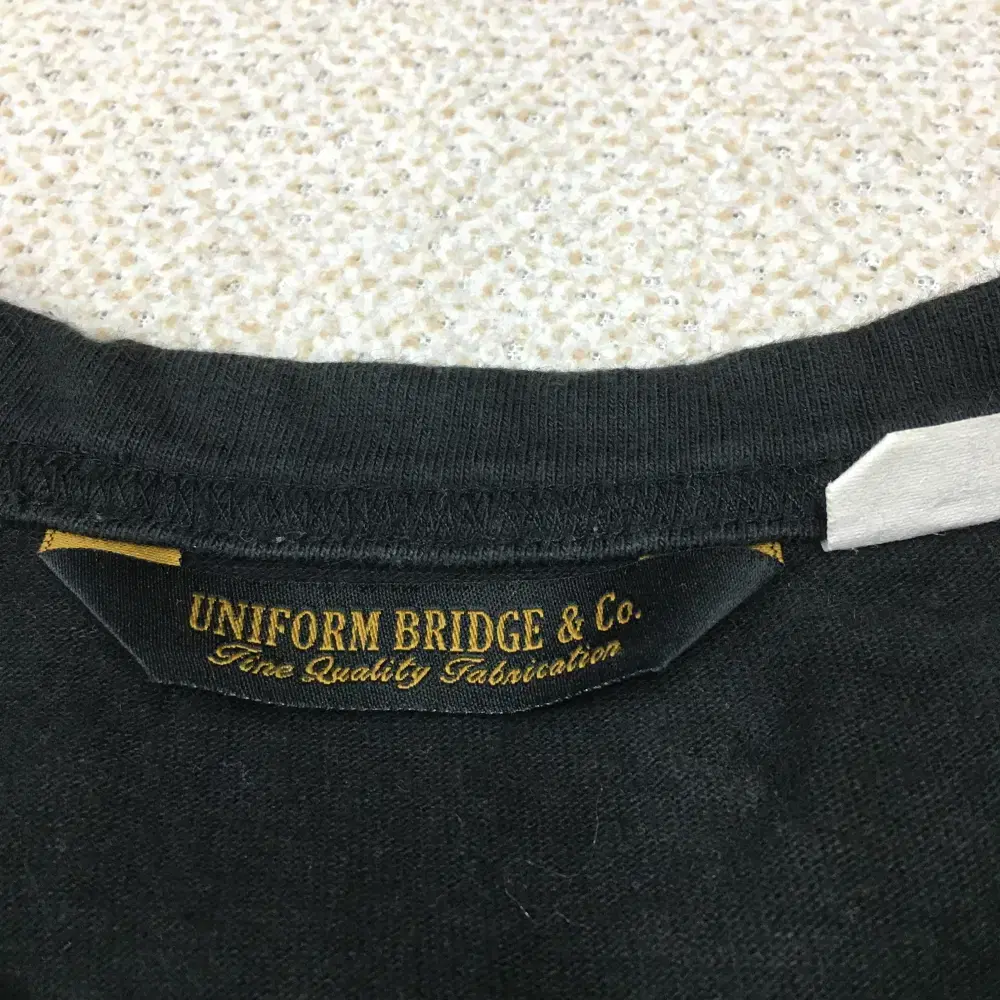 UNIFORM BRIDGE & Co.
Fine Quality Fabrication